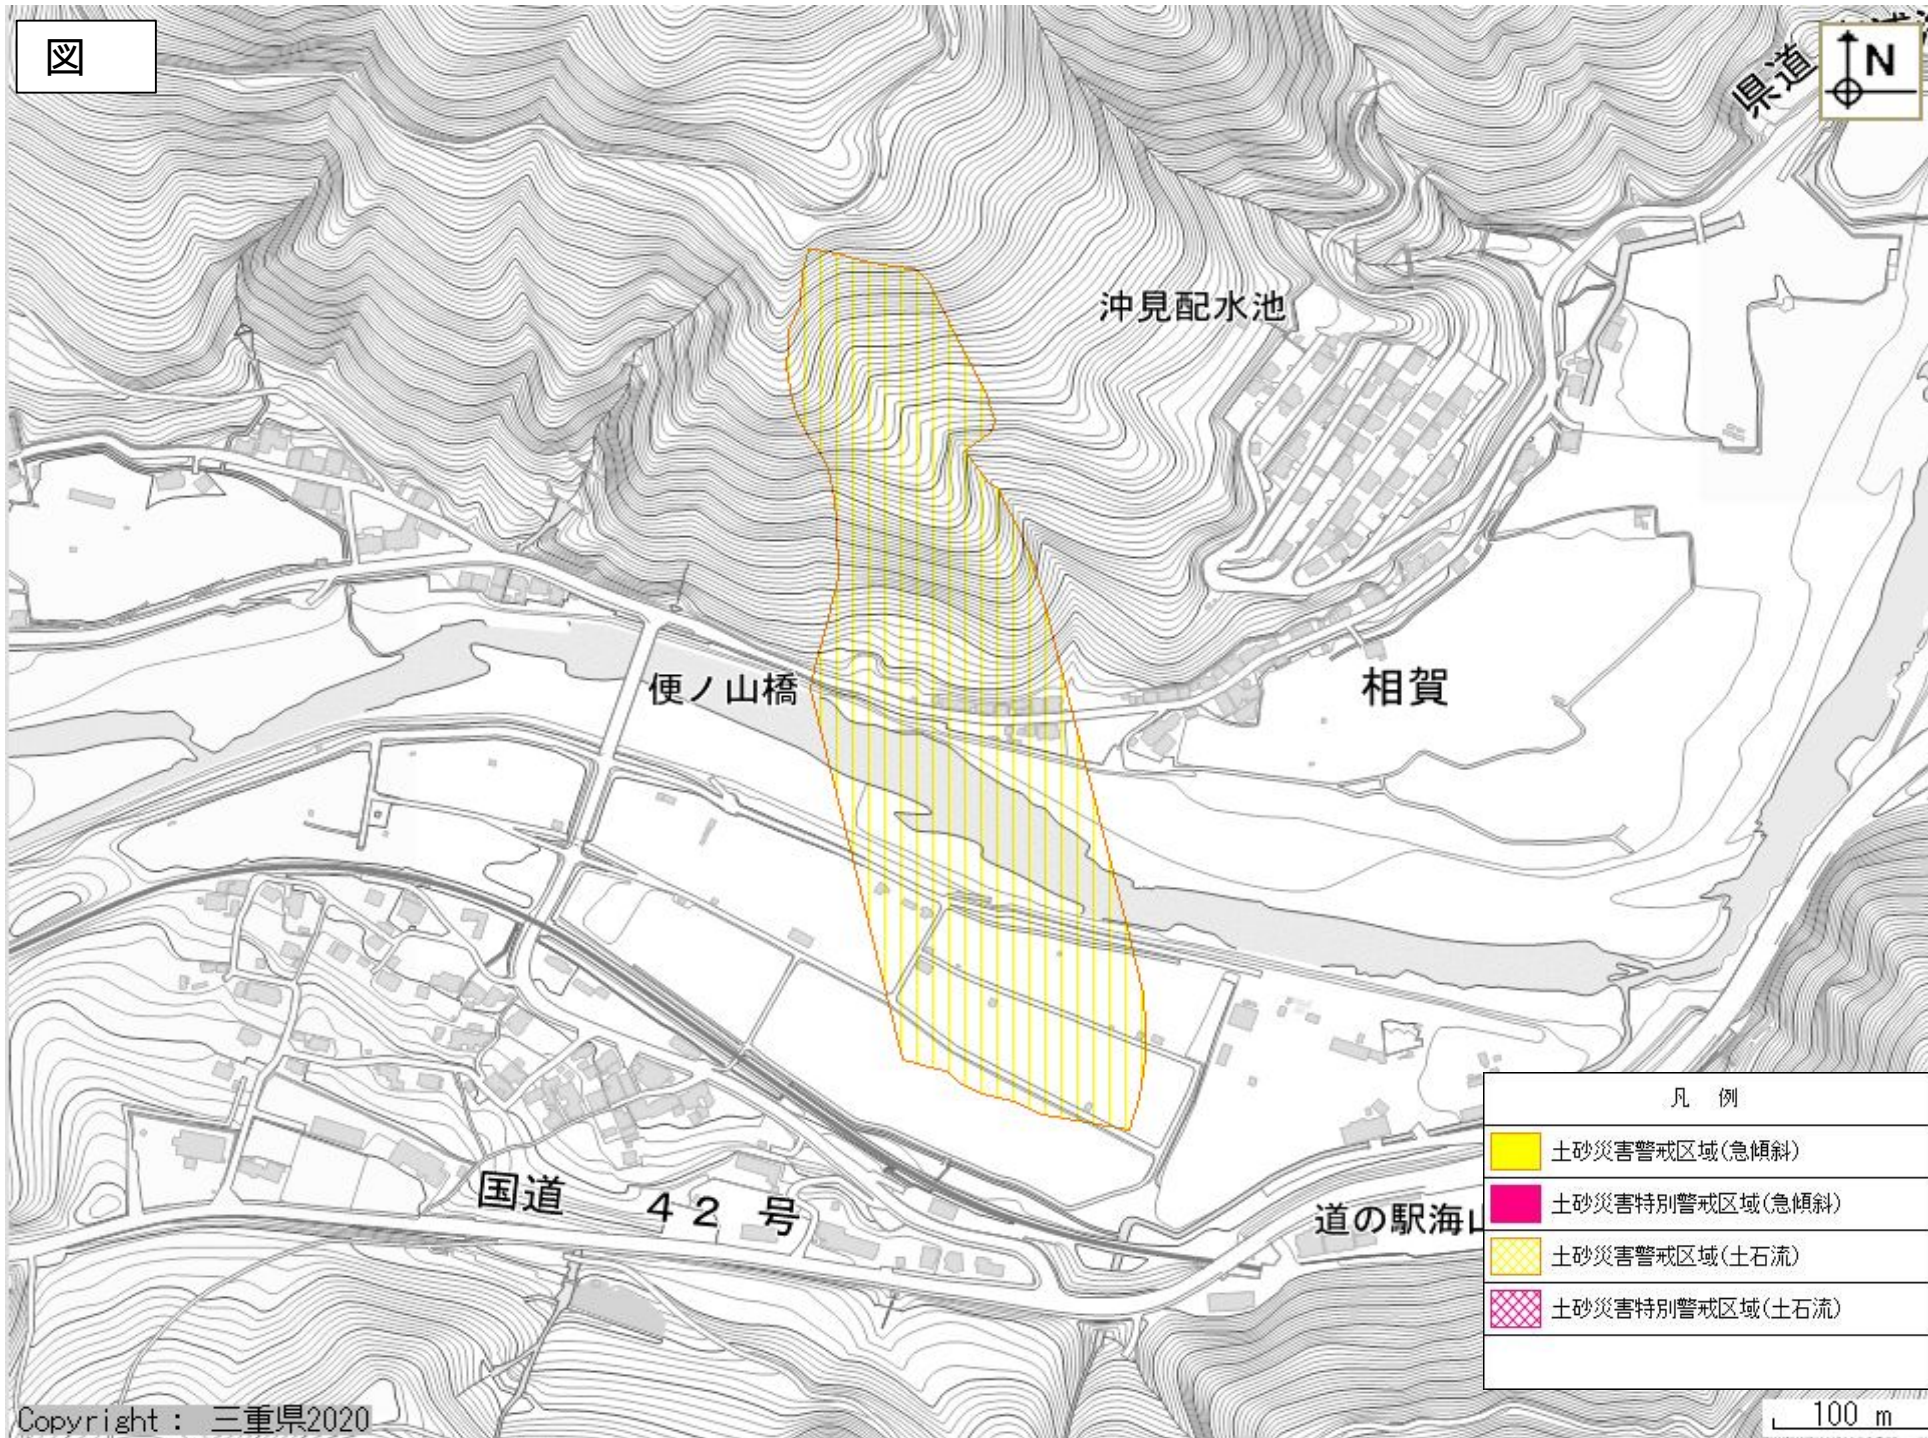 図
県道
N
沖見配水池
便ノ山橋
相賀
国道 42 号
道の駅海山
凡 例
土砂災害警戒区域(急傾斜)
土砂災害特別警戒区域(急傾斜)
土砂災害警戒区域(土石流)
土砂災害特別警戒区域(土石流)
Copyright : 三重県2020
100 m